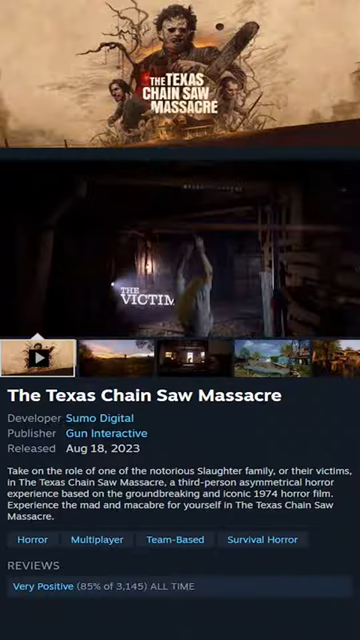 THE TEXAS
CHAIN SAW
MASSACRE
THE
VICTIM
The Texas Chain Saw Massacre
Developer Sumo Digital
Publisher Gun Interactive
Released Aug 18, 2023
Take on the role of one of the notorious Slaughter family, or their victims,
in The Texas Chain Saw Massacre, a third-person asymmetrical horror
experience based on the groundbreaking and iconic 1974 horror film.
Experience the mad and macabre for yourself in The Texas Chain Saw
Massacre.
Horror Multiplayer Team-Based Survival Horror
REVIEWS
Very Positive (85% of 3,145) ALL TIME